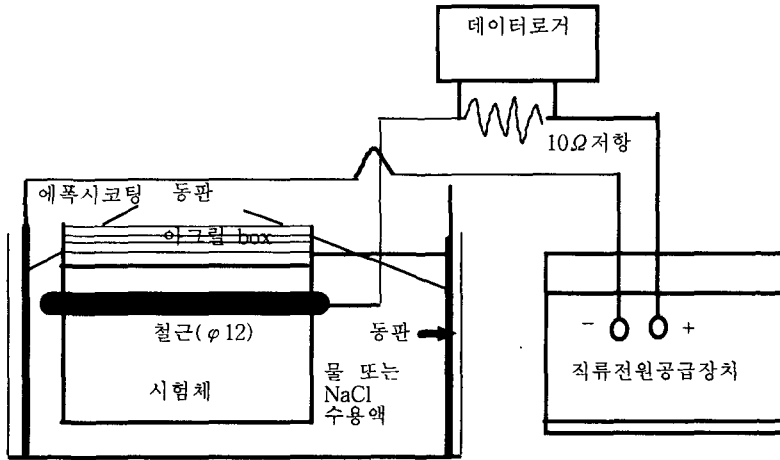 데이터로거
10Ω저항
에폭시코팅 동판
아크릴 box
철근(φ12)
동판
- +
시험체
물 또는
NaCl
수용액
직류전원공급장치